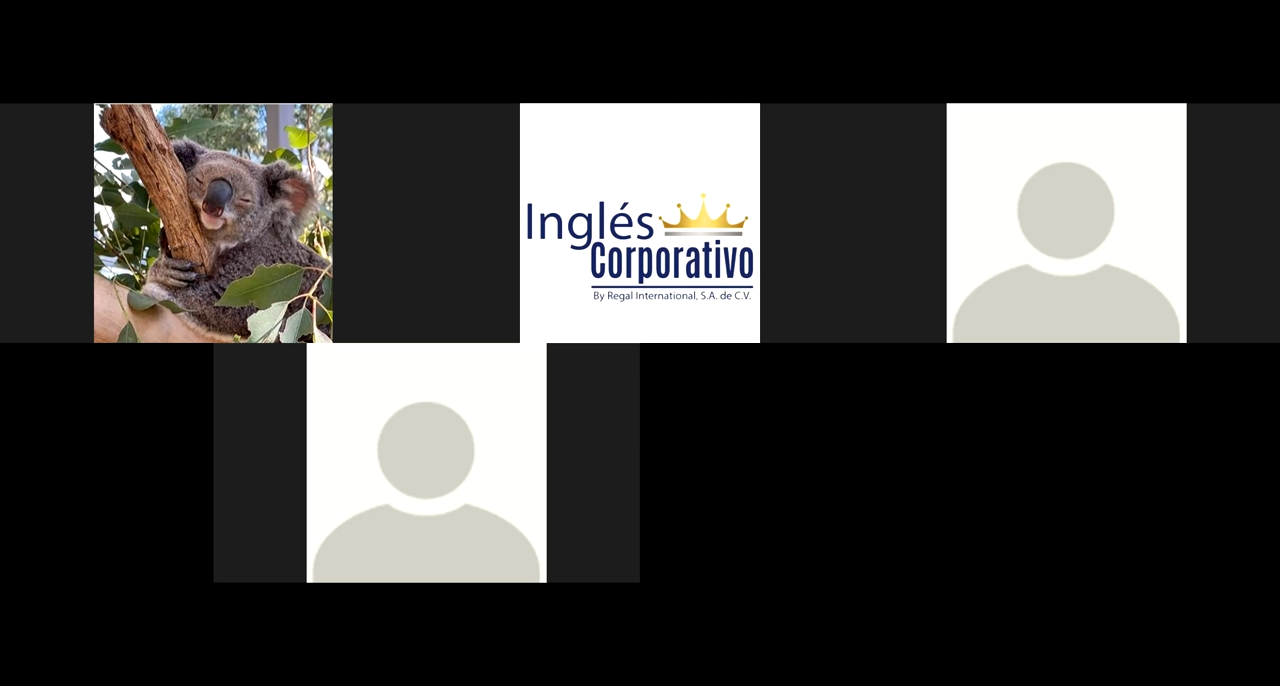 Inglés
Corporativo
By Regal International, S.A. de C.V.